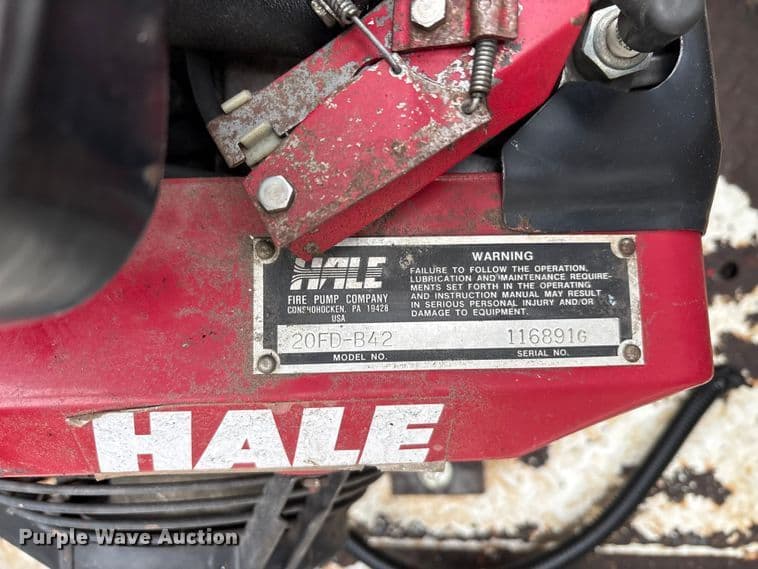 HALE
FIRE PUMP COMPANY
CONSHOHOCKEN, PA 19428
USA
WARNING
FAILURE TO FOLLOW THE OPERATION,
LUBRICATION AND MAINTENANCE REQUIRE-
MENTS SET FORTH IN THE OPERATING
AND INSTRUCTION MANUAL MAY RESULT
IN SERIOUS PERSONAL INJURY AND/OR
DAMAGE TO EQUIPMENT.
20FD-B42 116891G
MODEL NO. SERIAL NO.
HALE
Purple Wave Auction